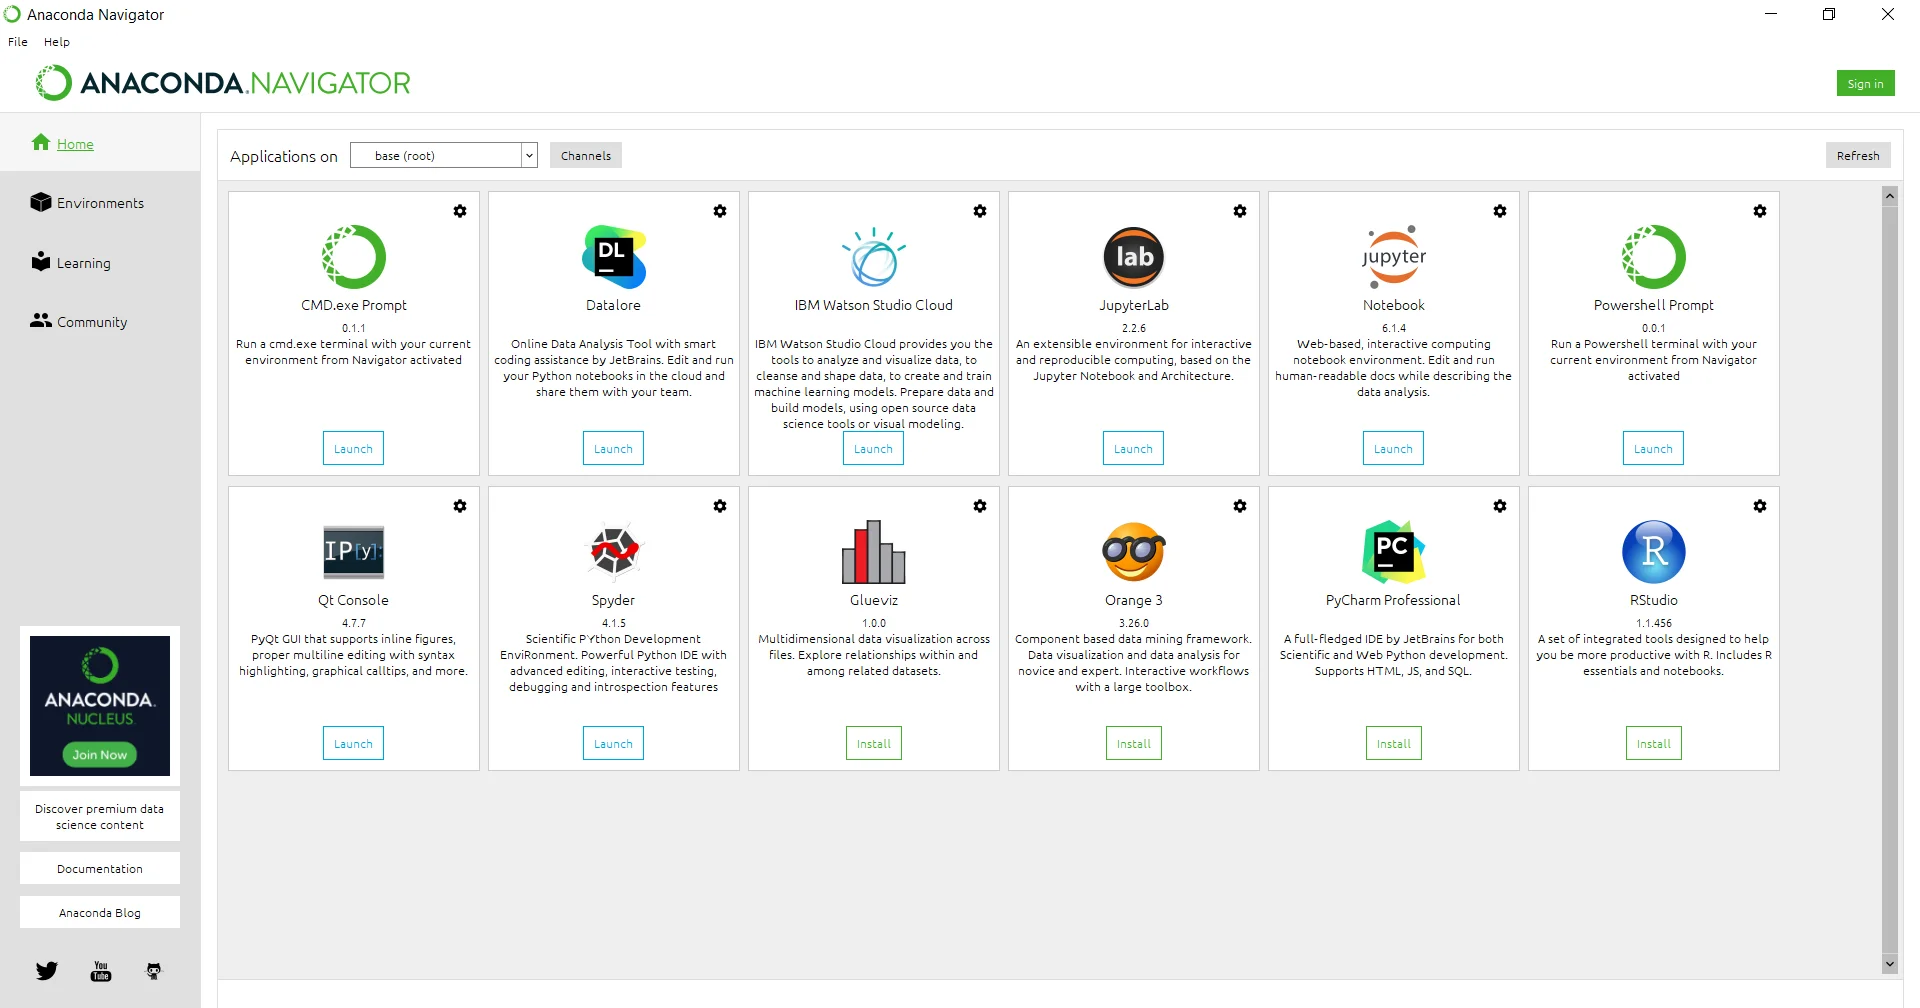 Anaconda Navigator
File Help
ANACONDA.NAVIGATOR
Sign in
Home
Environments
Learning
Community
ANACONDA.
NUCLEUS
Join Now
Discover premium data
science content
Documentation
Anaconda Blog
You
Tube
Applications on base (root) Channels Refresh
CMD.exe Prompt
0.1.1
Run a cmd.exe terminal with your current
environment from Navigator activated
Launch
DL
Datalore
Online Data Analysis Tool with smart
coding assistance by JetBrains. Edit and run
your Python notebooks in the cloud and
share them with your team.
Launch
IBM Watson Studio Cloud
IBM Watson Studio Cloud provides you the
tools to analyze and visualize data, to
cleanse and shape data, to create and train
machine learning models. Prepare data and
build models, using open source data
science tools or visual modeling.
Launch
lab
JupyterLab
2.2.6
An extensible environment for interactive
and reproducible computing, based on the
Jupyter Notebook and Architecture.
Launch
jupyter
Notebook
6.1.4
Web-based, interactive computing
notebook environment. Edit and run
human-readable docs while describing the
data analysis.
Launch
Powershell Prompt
0.0.1
Run a Powershell terminal with your
current environment from Navigator
activated
Launch
IP[y]:
Qt Console
4.7.7
PyQt GUI that supports inline figures,
proper multiline editing with syntax
highlighting, graphical calltips, and more.
Launch
Spyder
4.1.5
Scientific PYthon Development
EnviRonment. Powerful Python IDE with
advanced editing, interactive testing,
debugging and introspection features
Launch
Glueviz
1.0.0
Multidimensional data visualization across
files. Explore relationships within and
among related datasets.
Install
Orange 3
3.26.0
Component based data mining framework.
Data visualization and data analysis for
novice and expert. Interactive workflows
with a large toolbox.
Install
PC
PyCharm Professional
A full-fledged IDE by JetBrains for both
Scientific and Web Python development.
Supports HTML, JS, and SQL.
Install
R
RStudio
1.1.456
A set of integrated tools designed to help
you be more productive with R. Includes R
essentials and notebooks.
Install